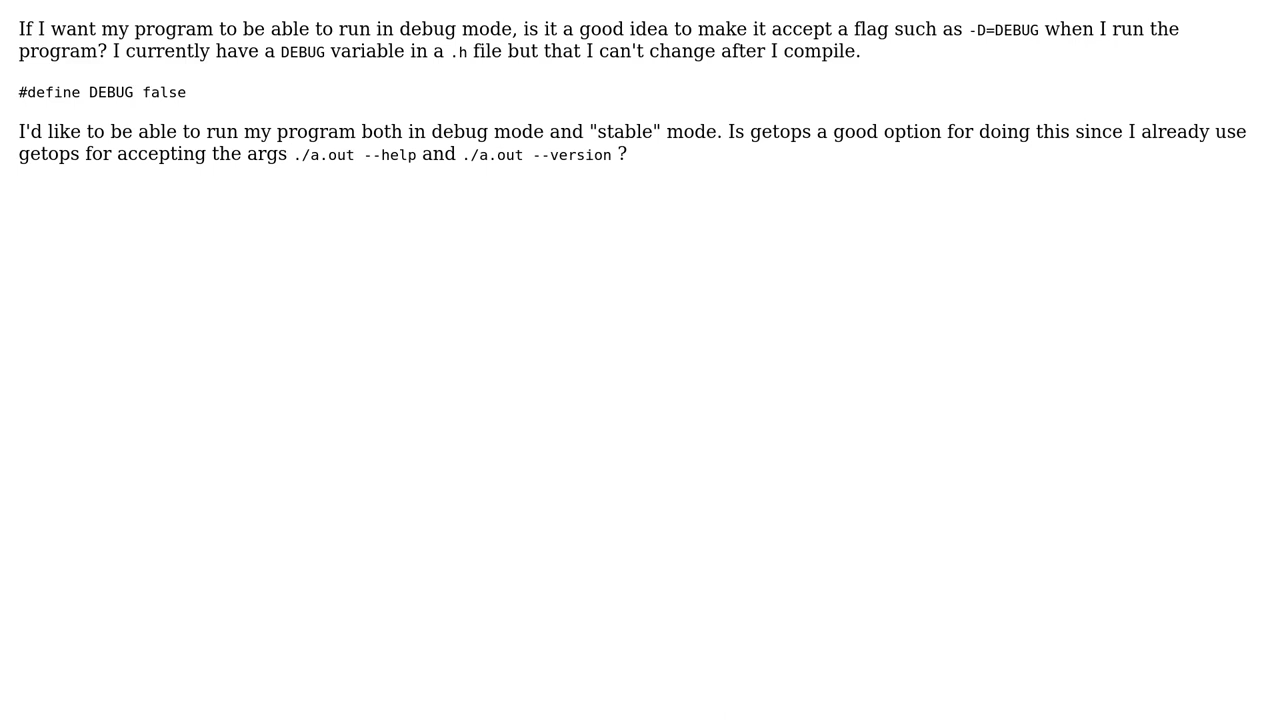 If I want my program to be able to run in debug mode, is it a good idea to make it accept a flag such as -D=DEBUG when I run the
program? I currently have a DEBUG variable in a .h file but that I can't change after I compile.
#define DEBUG false
I'd like to be able to run my program both in debug mode and "stable" mode. Is getops a good option for doing this since I already use
getops for accepting the args ./a.out --help and ./a.out --version ?